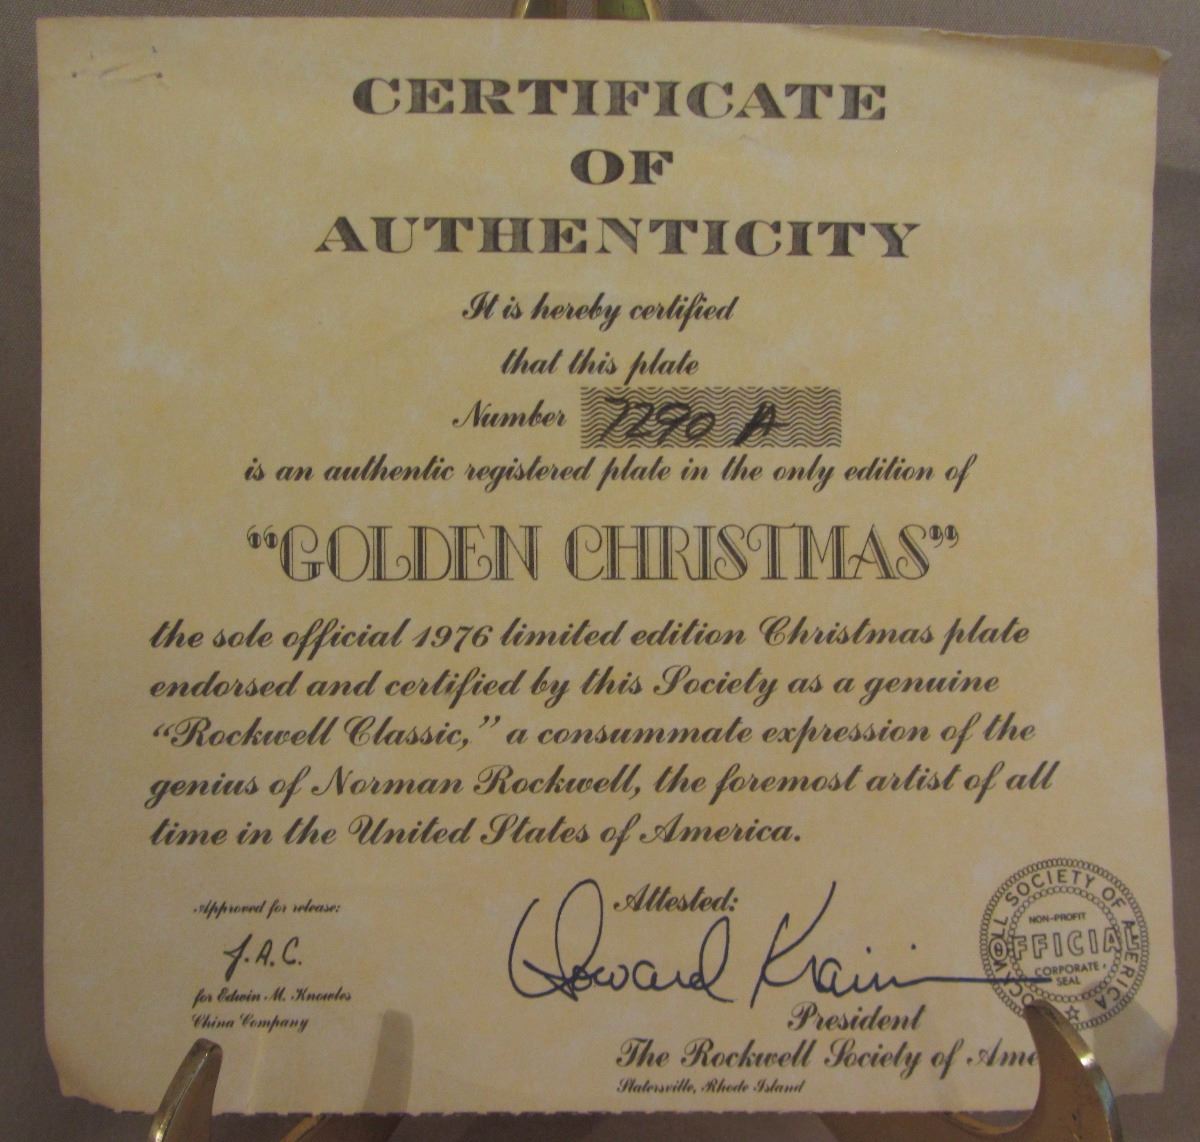 CERTIFICATE
OF
AUTHENTICITY
It is hereby certified
that this plate
Number 7290 A
is an authentic registered plate in the only edition of
“GOLDEN CHRISTMAS”
the sole official 1976 limited edition Christmas plate
endorsed and certified by this Society as a genuine
“Rockwell Classic,” a consummate expression of the
genius of Norman Rockwell, the foremost artist of all
time in the United States of America.
Approved for release:
J.A.C.
for Edwin M. Knowles
China Company
Attested:
Howard
President
The Rockwell Society of Ame
Slatersville, Rhode Island
SOCIETY OF AMERICA
NON-PROFIT
OFFICIAL
CORPORATE
SEAL